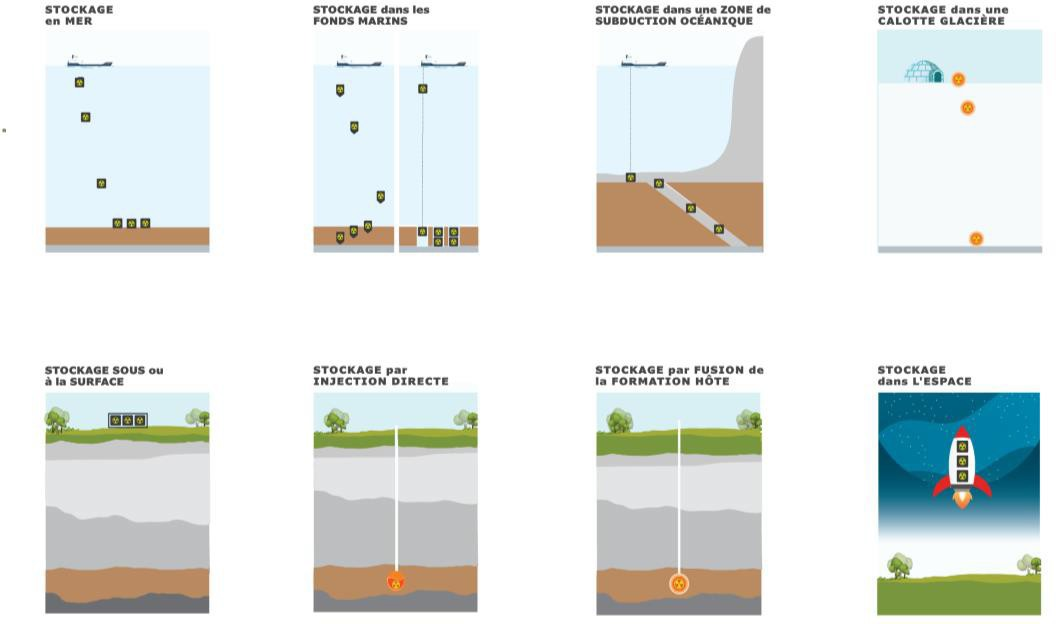 STOCKAGE
en MER
STOCKAGE dans les
FONDS MARINS
STOCKAGE dans une ZONE de
SUBDUCTION OCÉANIQUE
STOCKAGE dans une
CALOTTE GLACIÈRE
STOCKAGE SOUS ou
à la SURFACE
STOCKAGE par
INJECTION DIRECTE
STOCKAGE par FUSION de
la FORMATION HÔTE
STOCKAGE
dans L'ESPACE